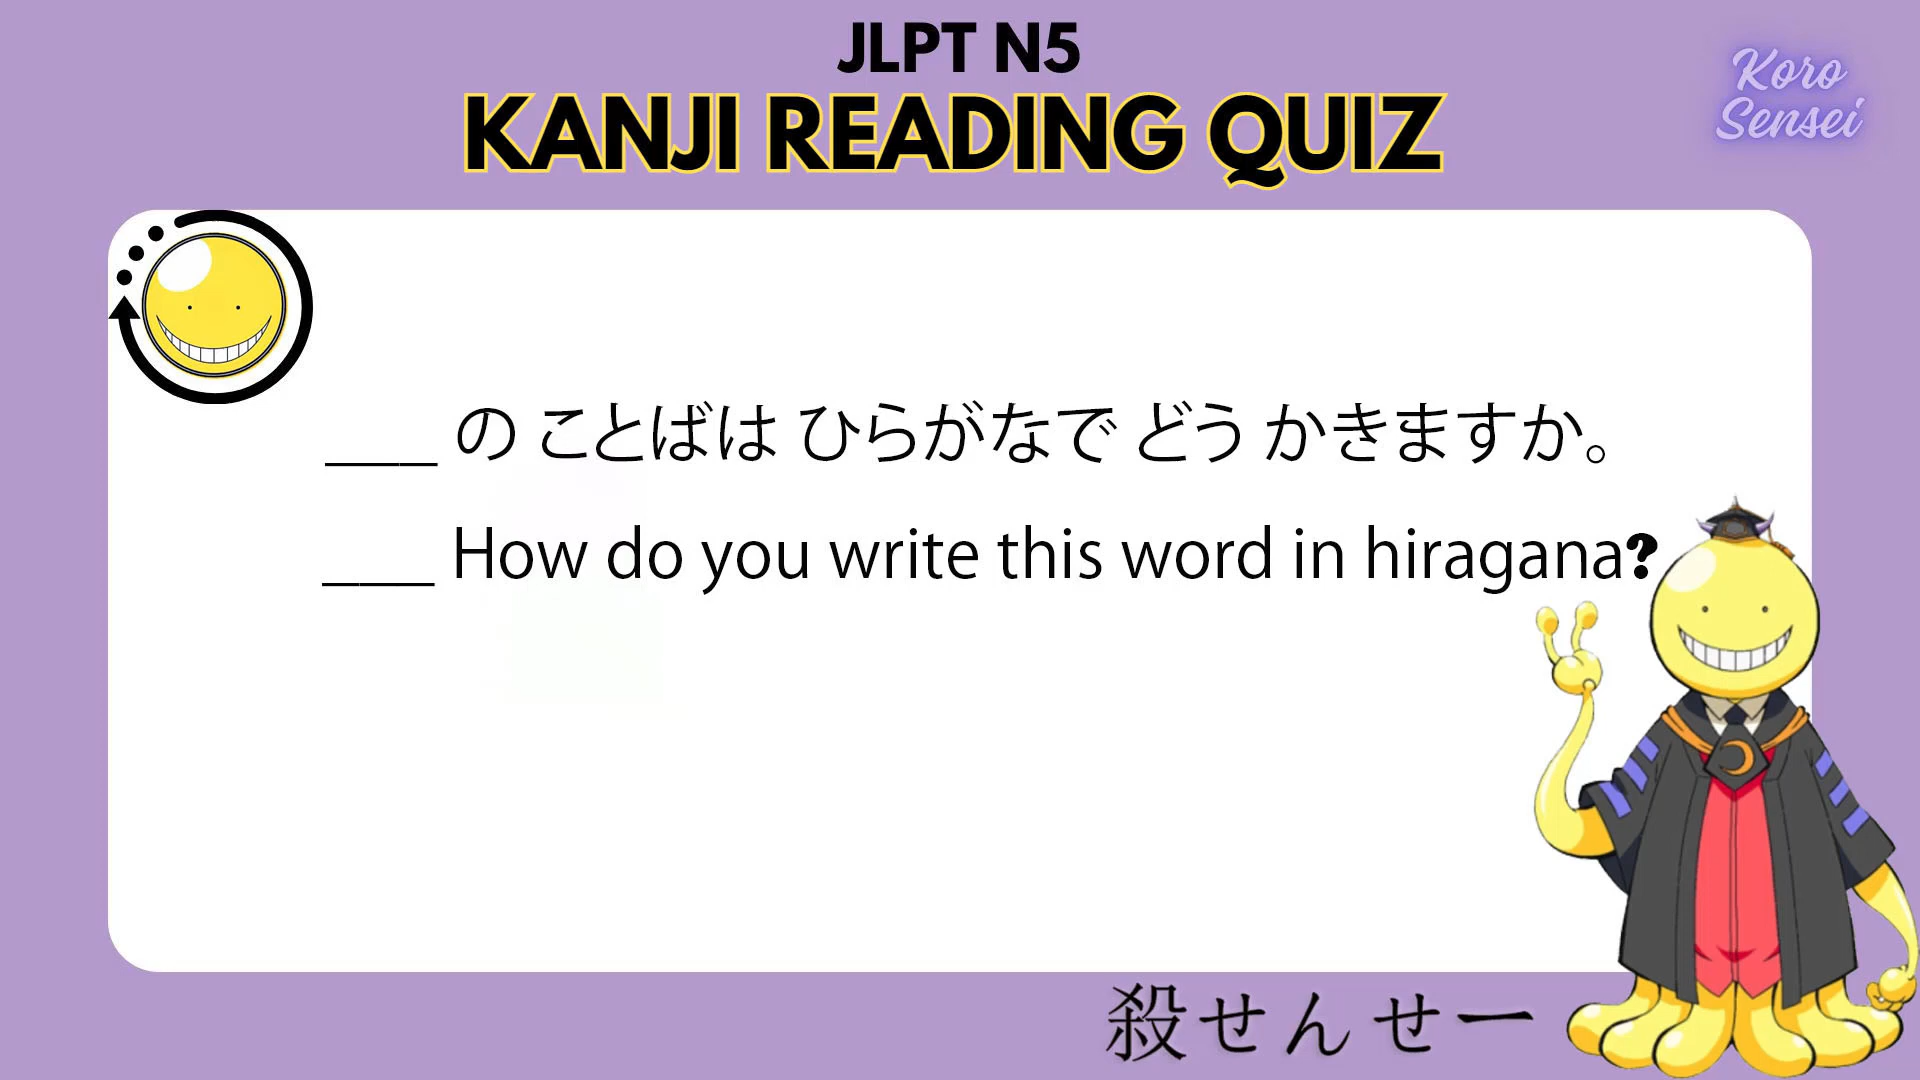 JLPT N5
KANJI READING QUIZ
Koro
Sensei
___ の ことばは ひらがなで どう かきますか。
___ How do you write this word in hiragana?
殺せんせー